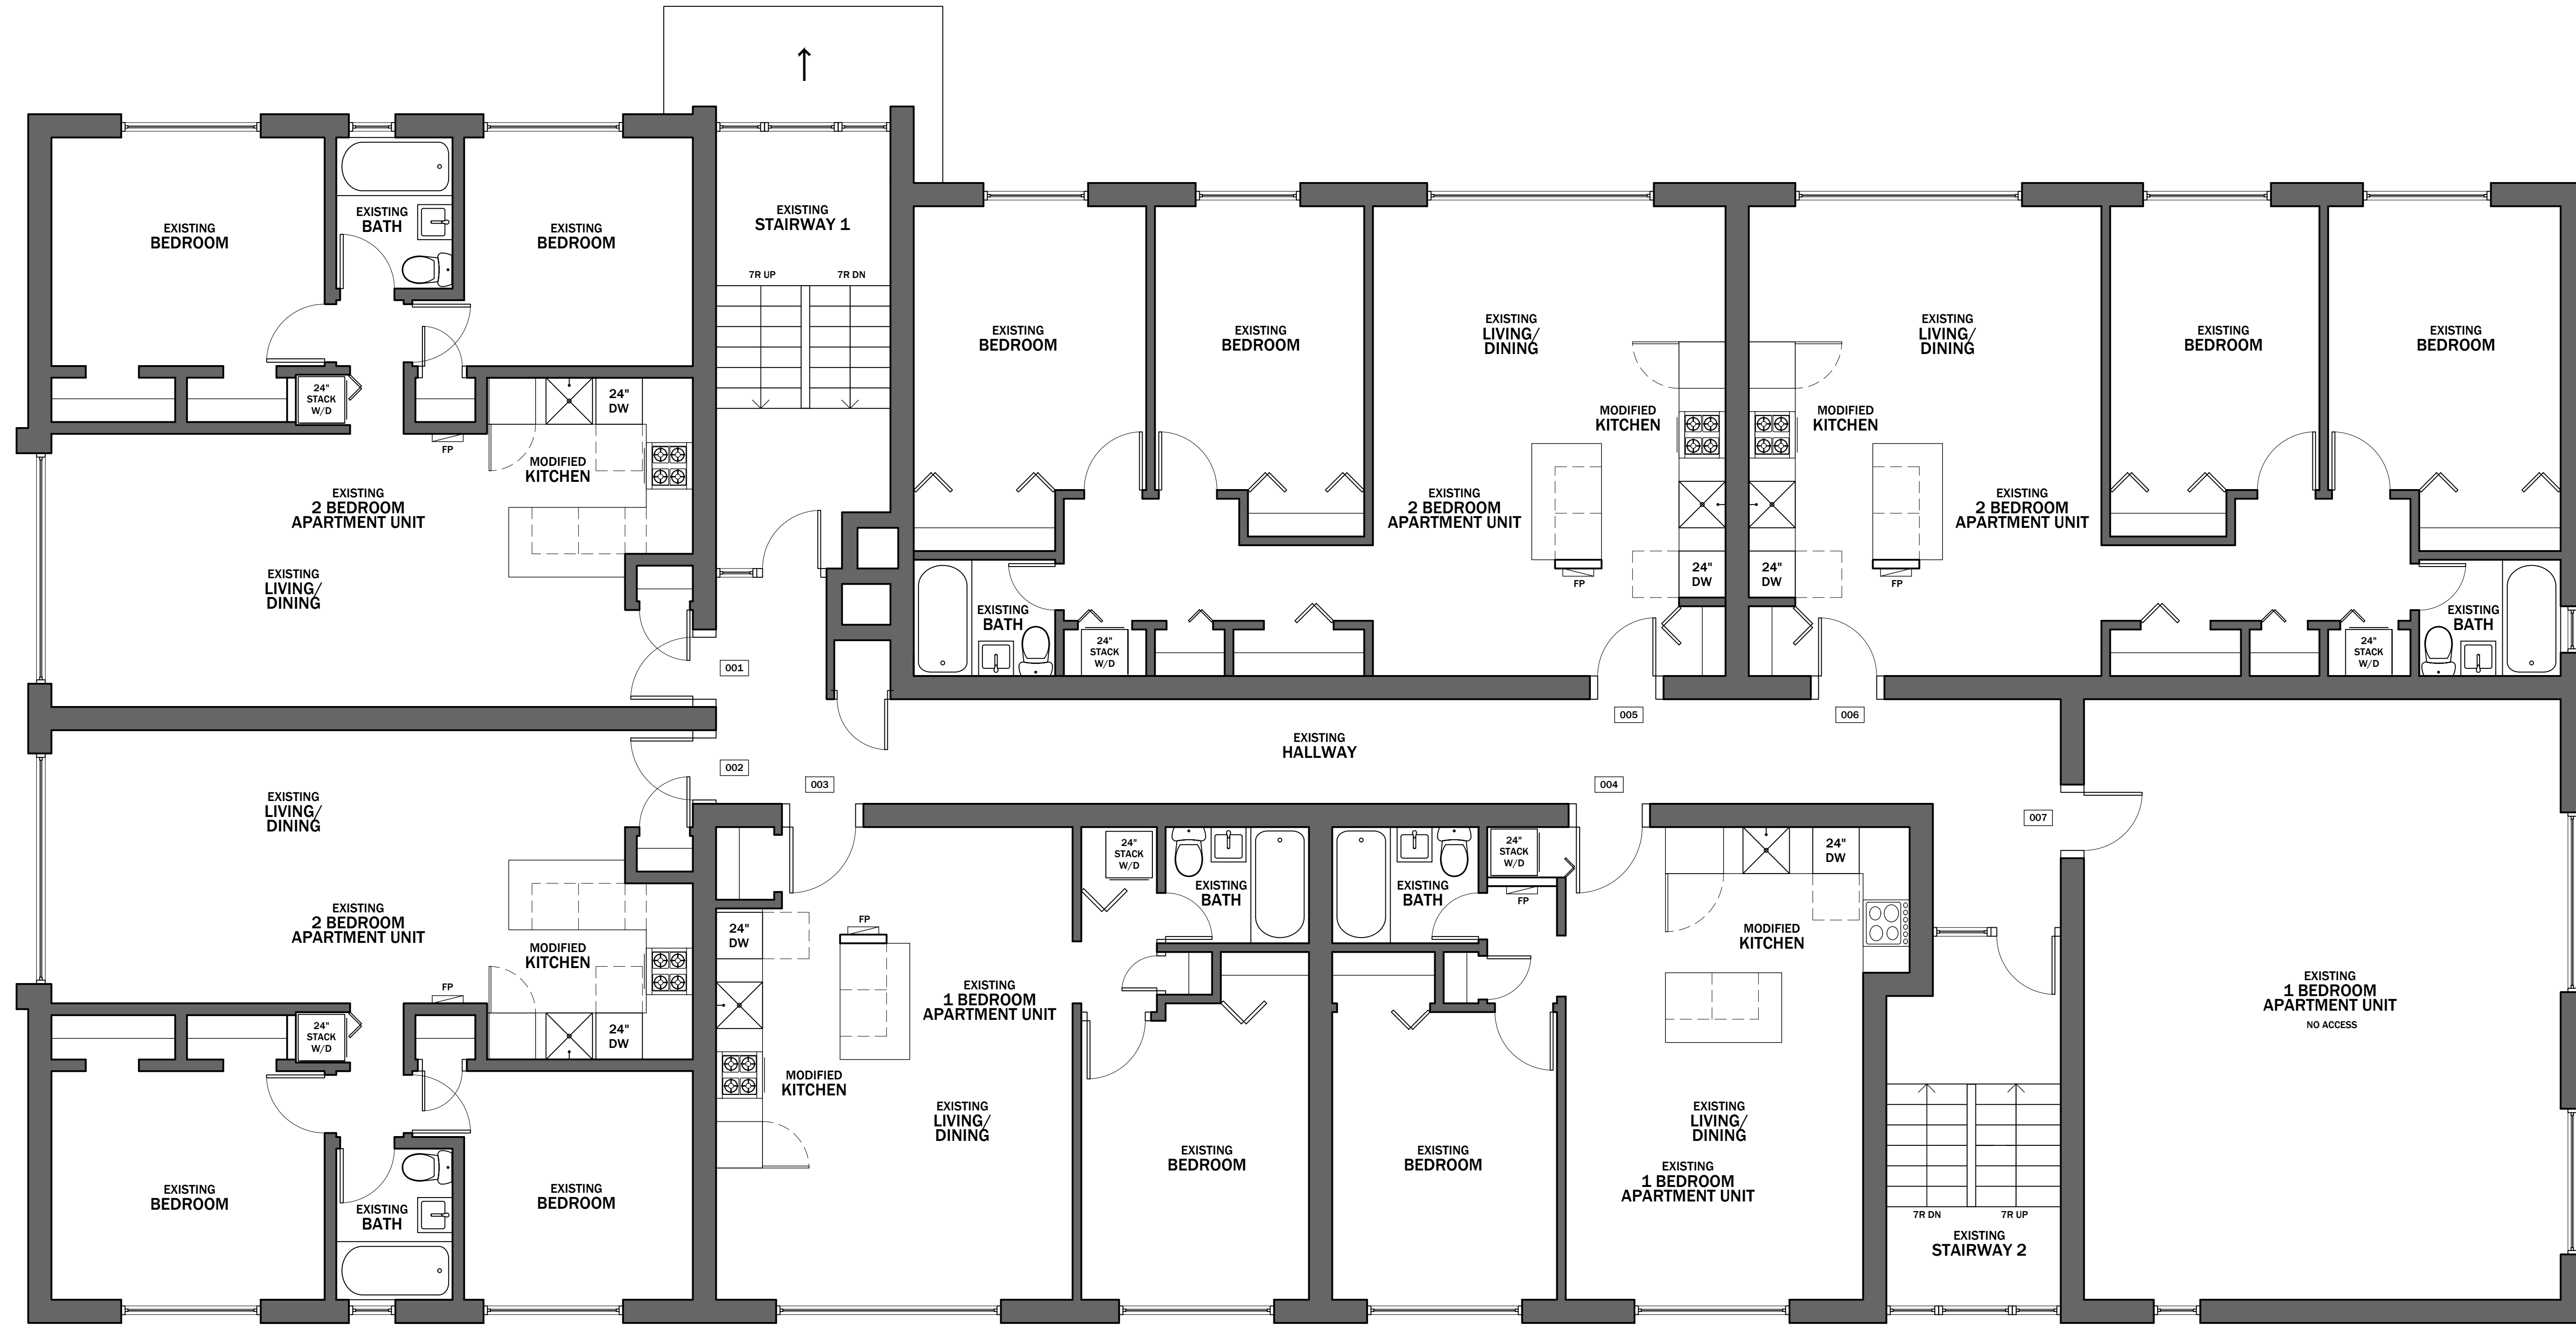 EXISTING
BEDROOM
EXISTING
BATH
EXISTING
BEDROOM
24"
STACK
W/D
24"
DW
FP
MODIFIED
KITCHEN
EXISTING
2 BEDROOM
APARTMENT UNIT
EXISTING
LIVING/
DINING
EXISTING
STAIRWAY 1
7R UP
7R DN
001
EXISTING
BEDROOM
EXISTING
BEDROOM
EXISTING
LIVING/
DINING
MODIFIED
KITCHEN
EXISTING
2 BEDROOM
APARTMENT UNIT
FP
24"
DW
EXISTING
BATH
24"
STACK
W/D
005
EXISTING
LIVING/
DINING
MODIFIED
KITCHEN
EXISTING
2 BEDROOM
APARTMENT UNIT
24"
DW
FP
EXISTING
BEDROOM
EXISTING
BEDROOM
EXISTING
BATH
24"
STACK
W/D
006
EXISTING
HALLWAY
002
003
004
007
EXISTING
LIVING/
DINING
EXISTING
2 BEDROOM
APARTMENT UNIT
MODIFIED
KITCHEN
FP
24"
STACK
W/D
24"
DW
EXISTING
BEDROOM
EXISTING
BATH
EXISTING
BEDROOM
24"
DW
FP
EXISTING
1 BEDROOM
APARTMENT UNIT
MODIFIED
KITCHEN
EXISTING
LIVING/
DINING
24"
STACK
W/D
EXISTING
BATH
EXISTING
BEDROOM
EXISTING
BATH
24"
STACK
W/D
FP
EXISTING
BEDROOM
24"
DW
MODIFIED
KITCHEN
EXISTING
LIVING/
DINING
EXISTING
1 BEDROOM
APARTMENT UNIT
7R DN
7R UP
EXISTING
STAIRWAY 2
EXISTING
1 BEDROOM
APARTMENT UNIT
NO ACCESS